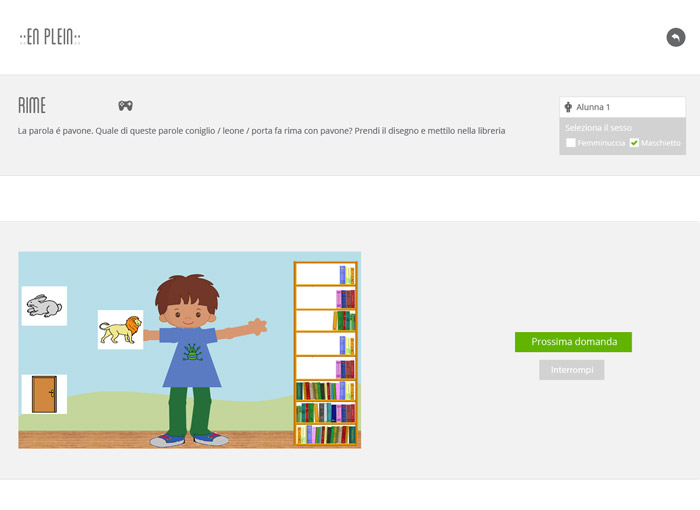 ::EN PLEIN::
RIME
Alunna 1
La parola é pavone. Quale di queste parole coniglio / leone / porta fa rima con pavone? Prendi il disegno e mettilo nella libreria
Seleziona il sesso
Femminuccia Maschietto
Prossima domanda
Interrompi